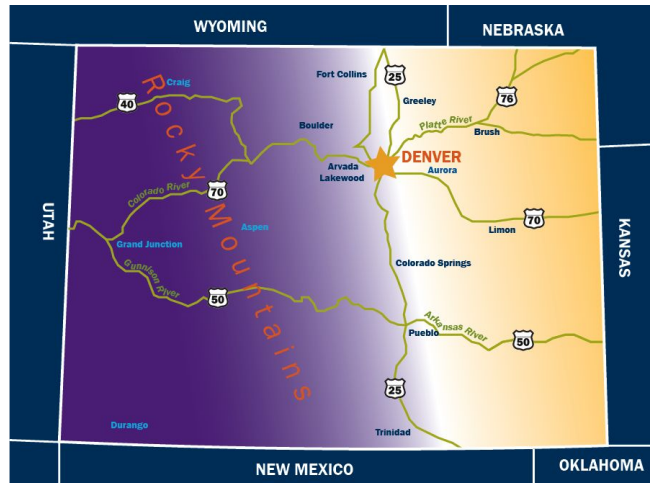 WYOMING
NEBRASKA
Fort Collins
25
Craig
40
Greeley
76
Rocky Mountains
Boulder
Platte River
Brush
DENVER
Arvada
Lakewood
Aurora
Colorado River
70
UTAH
Aspen
70
Limon
KANSAS
Grand Junction
Colorado Springs
Gunnison River
50
Arkansas River
Pueblo
50
25
Durango
Trinidad
NEW MEXICO
OKLAHOMA